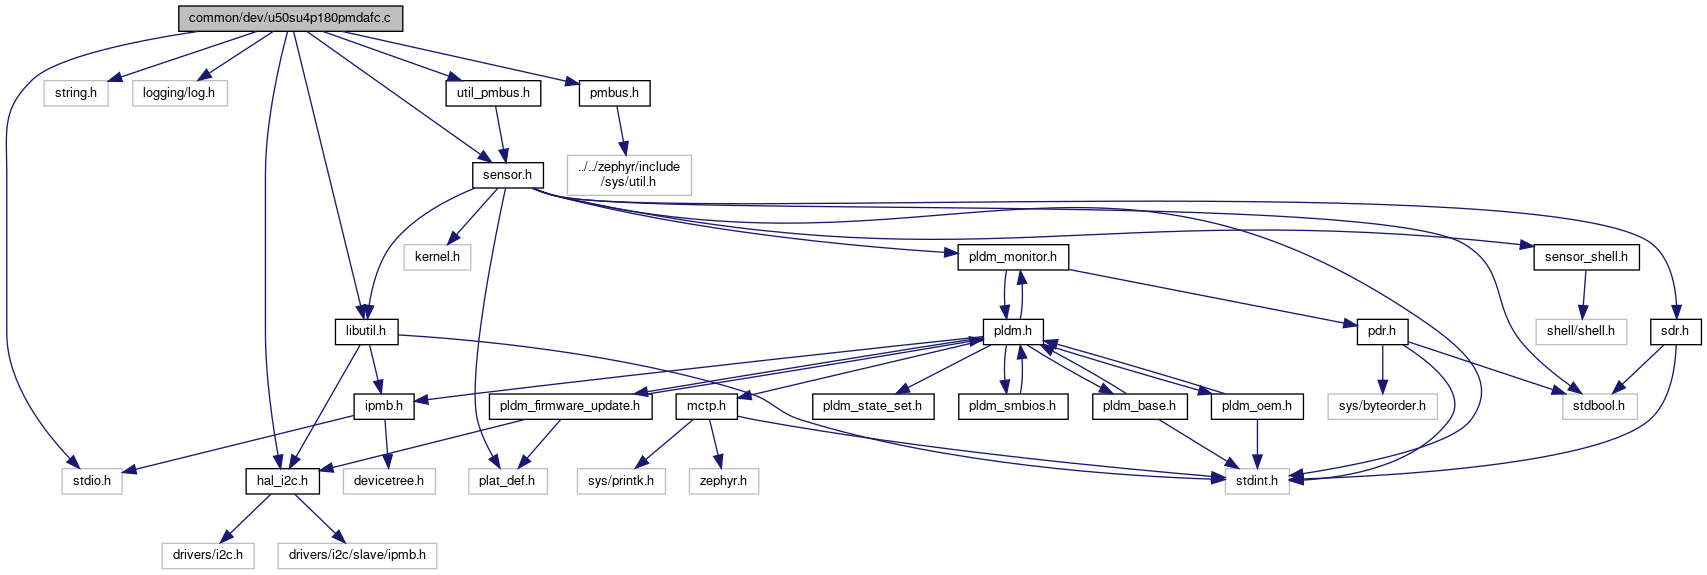 common/dev/u50su4p180pmdafc.c
string.h
logging/log.h
util_pmbus.h
pmbus.h
../../zephyr/include
/sys/util.h
sensor.h
kernel.h
pldm_monitor.h
sensor_shell.h
libutil.h
pldm.h
pdr.h
shell/shell.h
sdr.h
ipmb.h
pldm_firmware_update.h
mctp.h
pldm_state_set.h
pldm_smbios.h
pldm_base.h
pldm_oem.h
sys/byteorder.h
stdbool.h
stdio.h
hal_i2c.h
devicetree.h
plat_def.h
sys/printk.h
zephyr.h
stdint.h
drivers/i2c.h
drivers/i2c/slave/ipmb.h